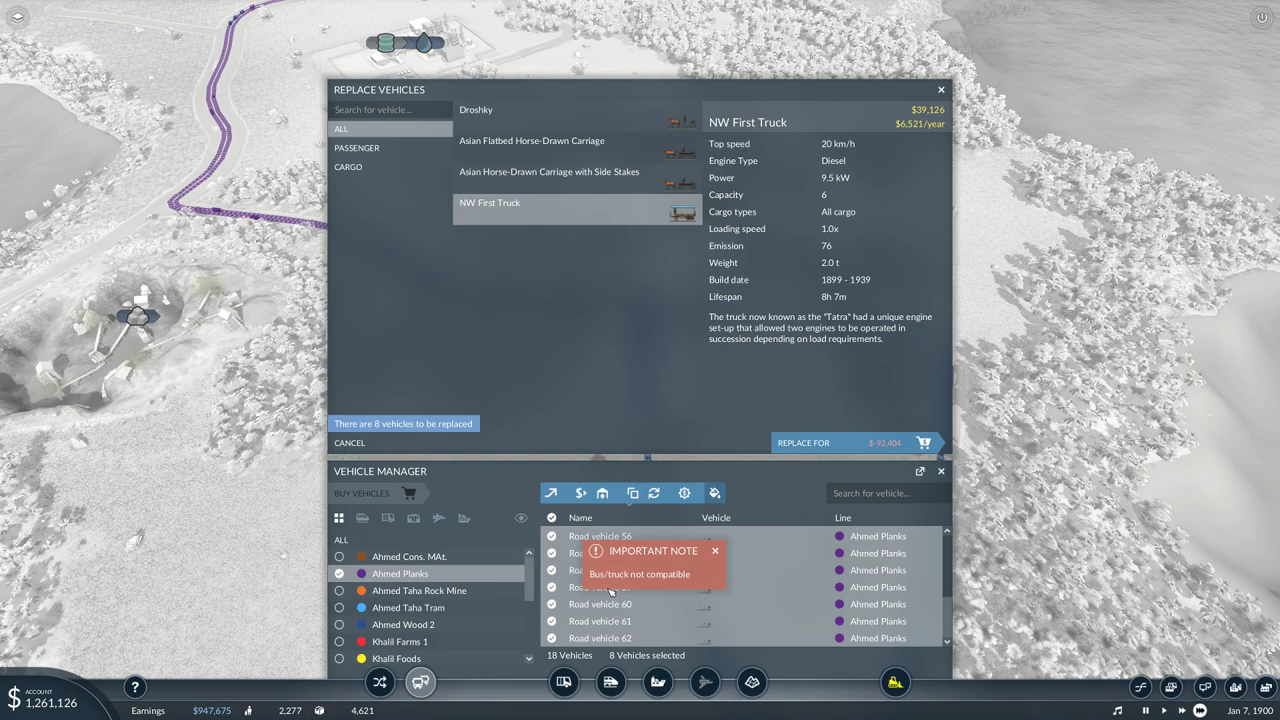 REPLACE VEHICLES
Search for vehicle...
ALL
PASSENGER
CARGO
Droshky
Asian Flatbed Horse-Drawn Carriage
Asian Horse-Drawn Carriage with Side Stakes
NW First Truck
$39,126
NW First Truck
$6,521/year
Top speed 20 km/h
Engine Type Diesel
Power 9.5 kW
Capacity 6
Cargo types All cargo
Loading speed 1.0x
Emission 76
Weight 2.0 t
Build date 1899 - 1939
Lifespan 8h 7m
The truck now known as the "Tatra" had a unique engine
set-up that allowed two engines to be operated in
succession depending on load requirements.
There are 8 vehicles to be replaced
CANCEL
REPLACE FOR $-92,404
VEHICLE MANAGER
BUY VEHICLES
Search for vehicle...
ALL
Ahmed Cons. MAt.
Ahmed Planks
Ahmed Taha Rock Mine
Ahmed Taha Tram
Ahmed Wood 2
Khalil Farms 1
Khalil Foods
Name Vehicle Line
Road vehicle 56 Ahmed Planks
Ahmed Planks
Ahmed Planks
Ahmed Planks
Road vehicle 60 Ahmed Planks
Road vehicle 61 Ahmed Planks
Road vehicle 62 Ahmed Planks
IMPORTANT NOTE
Bus/truck not compatible
18 Vehicles 8 Vehicles selected
$ ACCOUNT
1,261,126
?
Earnings $947,675 2,277 4,621
Jan 7, 1900